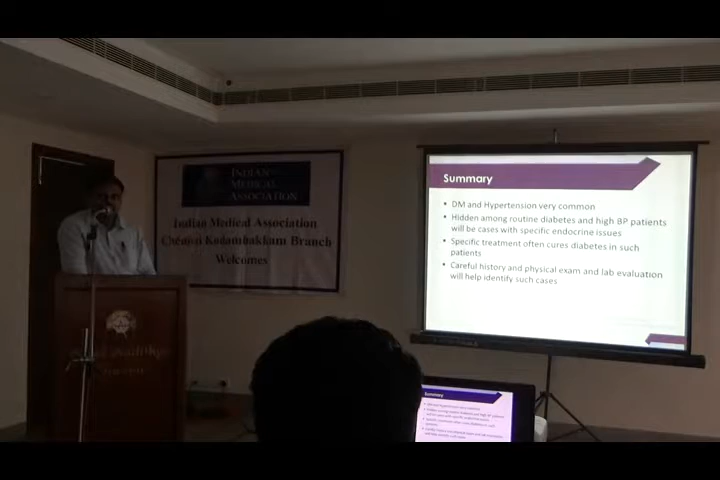 INDIAN
MEDICAL
ASSOCIATION
Indian Medical Association
Chennai Kodambakkam Branch
Welcomes
Summary
• DM and Hypertension very common
• Hidden among routine diabetes and high BP patients
will be cases with specific endocrine issues
• Specific treatment often cures diabetes in such
patients
• Careful history and physical exam and lab evaluation
will help identify such cases
Summary